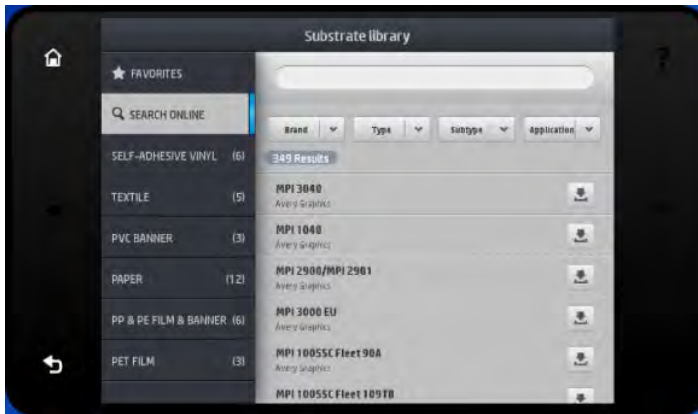 Substrate library
FAVORITES
SEARCH ONLINE
SELF-ADHESIVE VINYL (6)
TEXTILE (5)
PVC BANNER (3)
PAPER (12)
PP & PE FILM & BANNER (6)
PET FILM (3)
Brand
Type
Subtype
Application
349 Results
MPI 3040
Avery Graphics
MPI 1040
Avery Graphics
MPI 2900/MPI 2901
Avery Graphics
MPI 3000 EU
Avery Graphics
MPI 1005SC Fleet 90A
Avery Graphics
MPI 1005SC Fleet 109TB
?